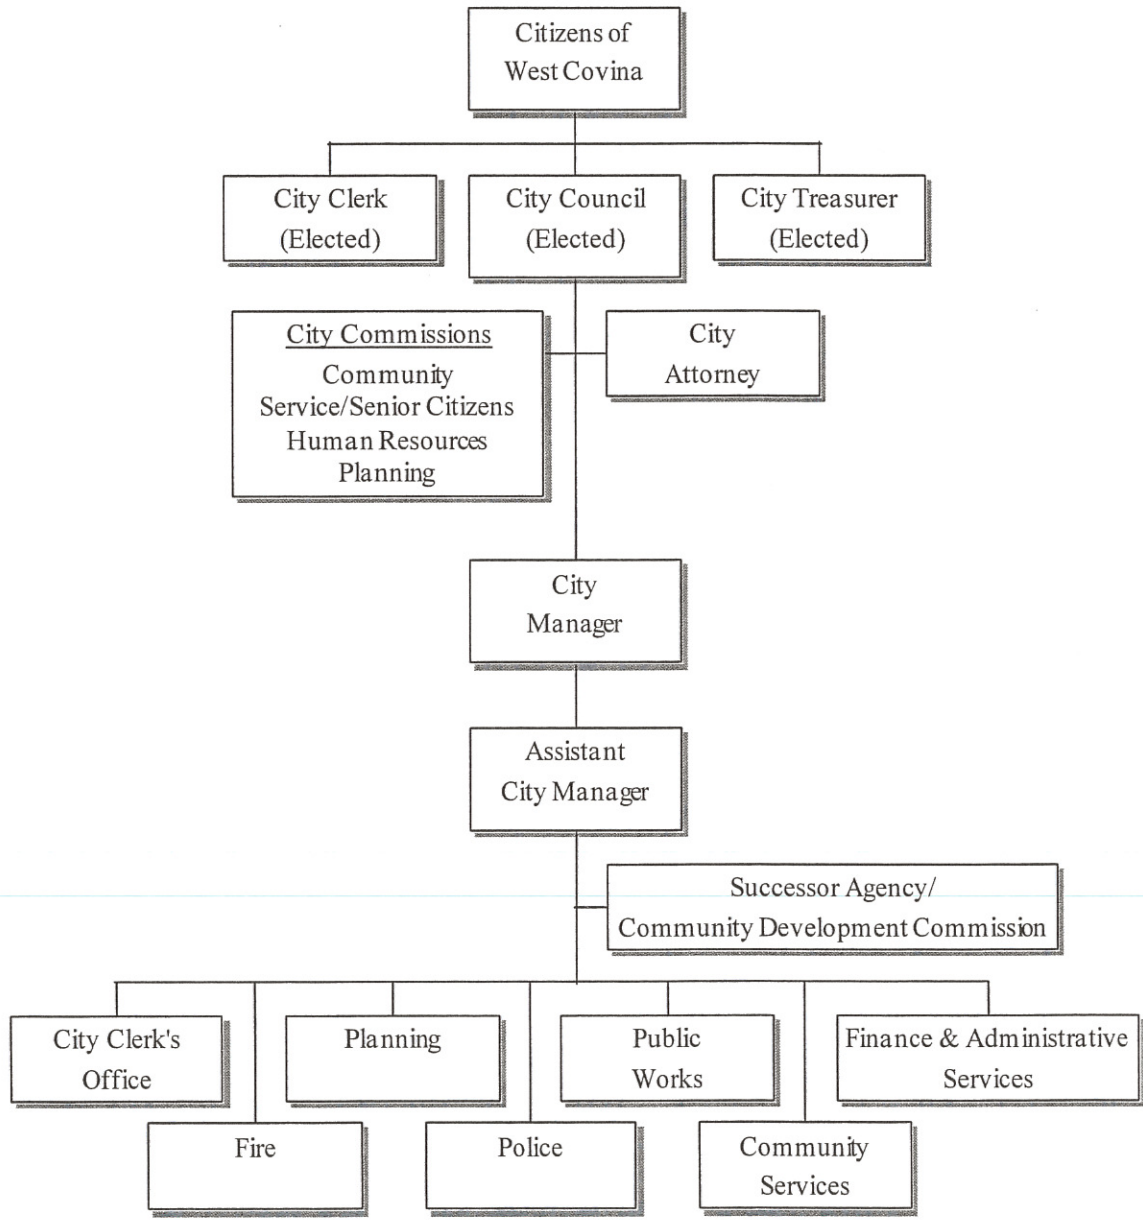 Citizens of
West Covina
City Clerk
(Elected)
City Council
(Elected)
City Treasurer
(Elected)
City Commissions
Community
Service/Senior Citizens
Human Resources
Planning
City
Attorney
City
Manager
Assistant
City Manager
Successor Agency/
Community Development Commission
City Clerk's
Office
Planning
Public
Works
Finance & Administrative
Services
Fire
Police
Community
Services